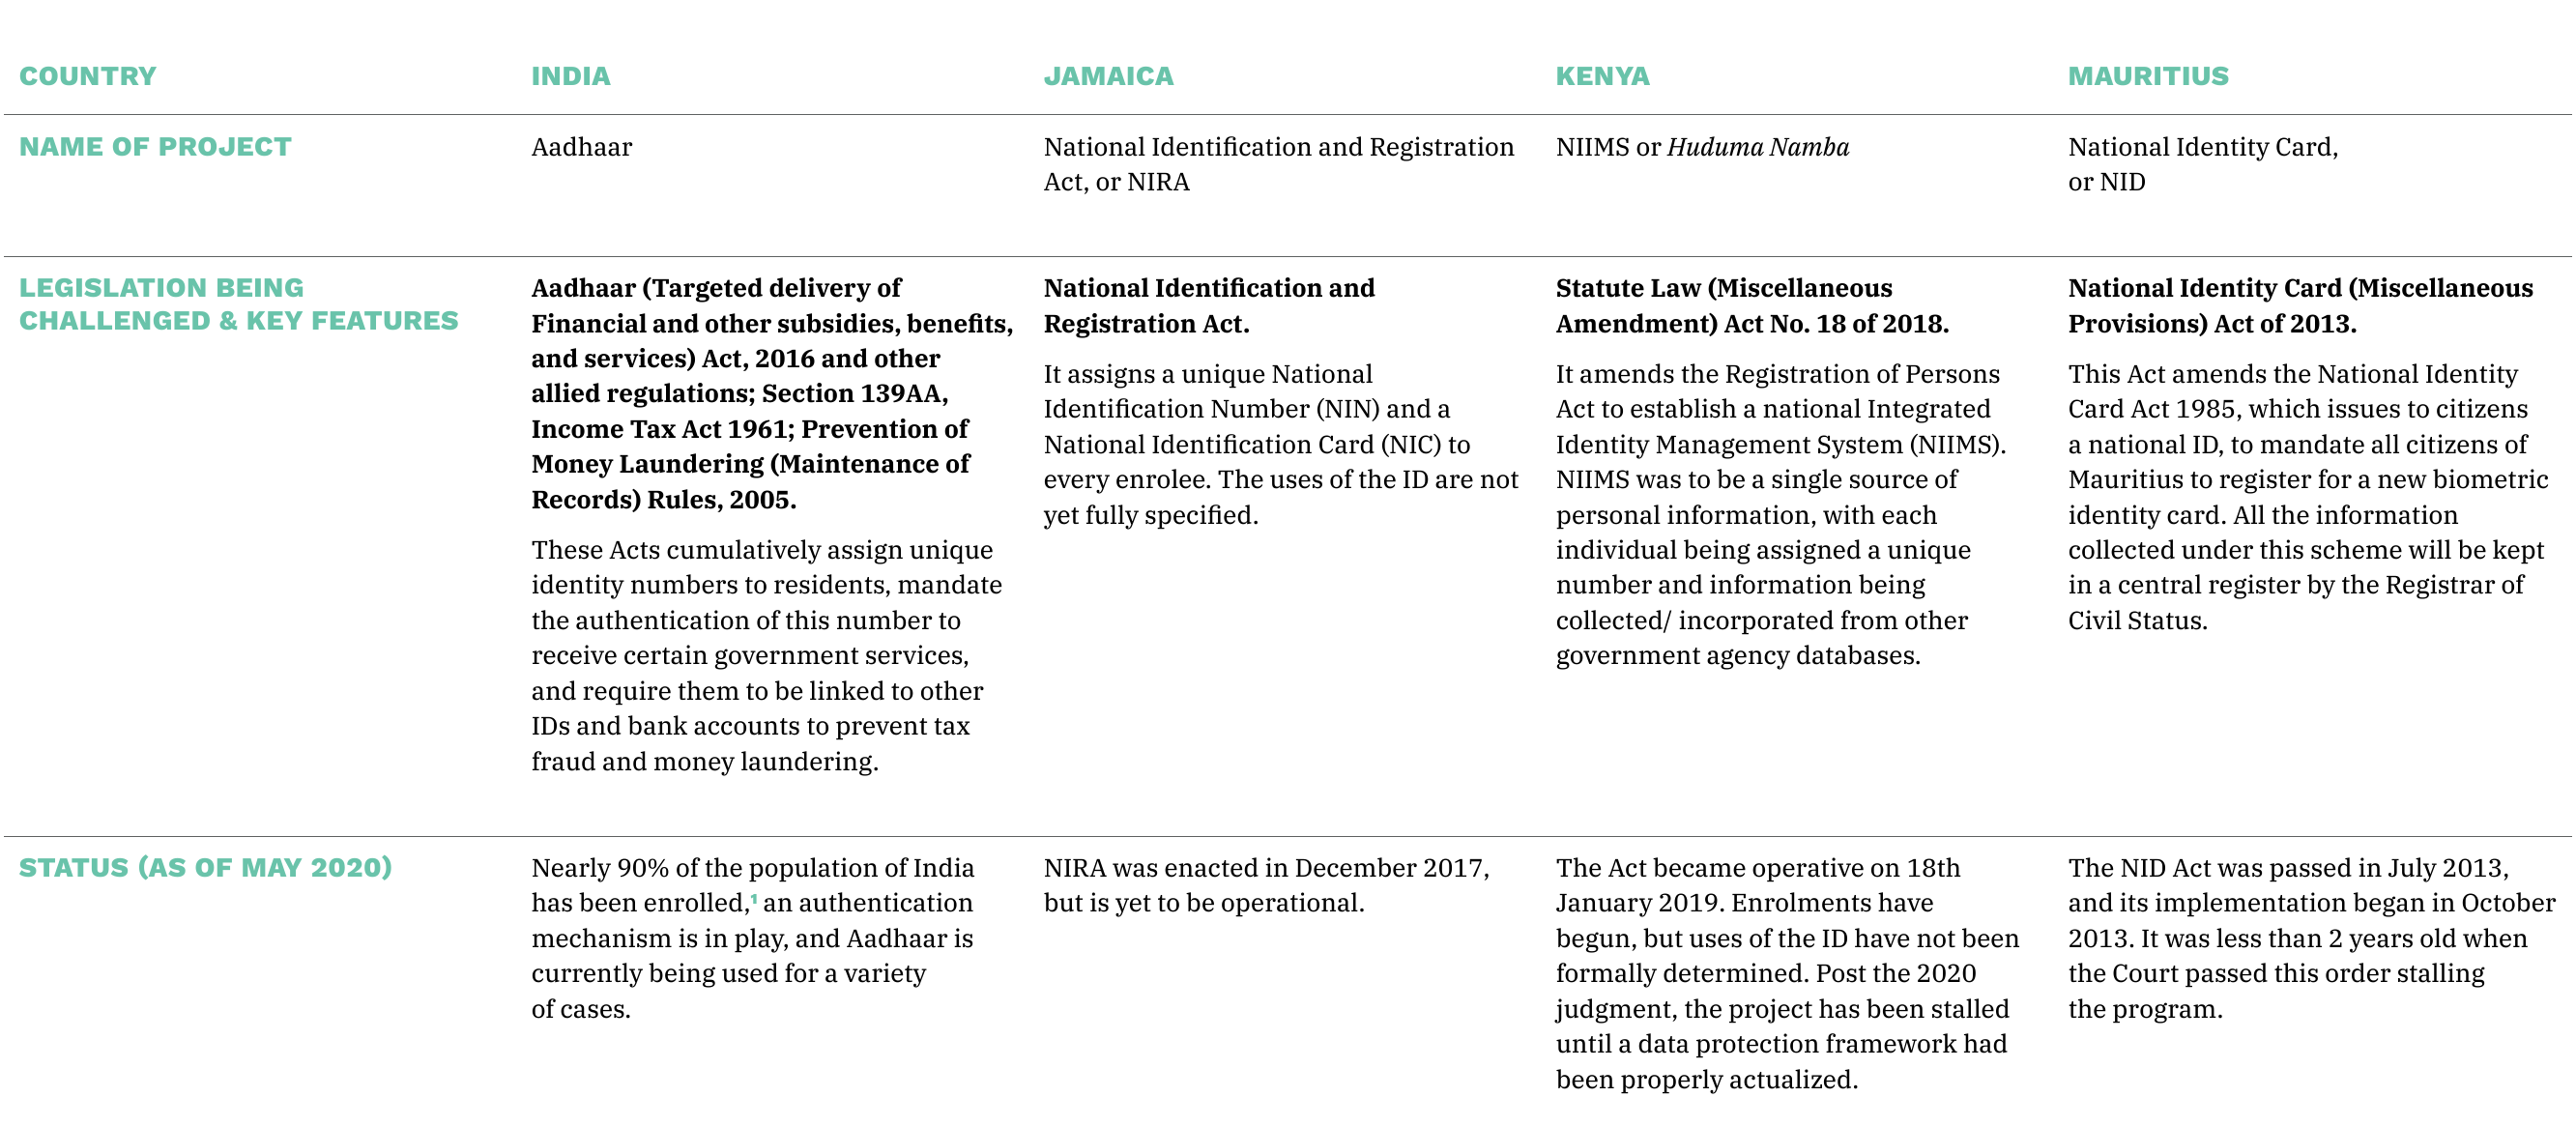 COUNTRY
INDIA
JAMAICA
KENYA
MAURITIUS
NAME OF PROJECT
Aadhaar
National Identification and Registration
Act, or NIRA
NIIMS or Huduma Namba
National Identity Card,
or NID
LEGISLATION BEING
CHALLENGED & KEY FEATURES
Aadhaar (Targeted delivery of
Financial and other subsidies, benefits,
and services) Act, 2016 and other
allied regulations; Section 139AA,
Income Tax Act 1961; Prevention of
Money Laundering (Maintenance of
Records) Rules, 2005.
These Acts cumulatively assign unique
identity numbers to residents, mandate
the authentication of this number to
receive certain government services,
and require them to be linked to other
IDs and bank accounts to prevent tax
fraud and money laundering.
National Identification and
Registration Act.
It assigns a unique National
Identification Number (NIN) and a
National Identification Card (NIC) to
every enrolee. The uses of the ID are not
yet fully specified.
Statute Law (Miscellaneous
Amendment) Act No. 18 of 2018.
It amends the Registration of Persons
Act to establish a national Integrated
Identity Management System (NIIMS).
NIIMS was to be a single source of
personal information, with each
individual being assigned a unique
number and information being
collected/ incorporated from other
government agency databases.
National Identity Card (Miscellaneous
Provisions) Act of 2013.
This Act amends the National Identity
Card Act 1985, which issues to citizens
a national ID, to mandate all citizens of
Mauritius to register for a new biometric
identity card. All the information
collected under this scheme will be kept
in a central register by the Registrar of
Civil Status.
STATUS (AS OF MAY 2020)
Nearly 90% of the population of India
has been enrolled,¹ an authentication
mechanism is in play, and Aadhaar is
currently being used for a variety
of cases.
NIRA was enacted in December 2017,
but is yet to be operational.
The Act became operative on 18th
January 2019. Enrolments have
begun, but uses of the ID have not been
formally determined. Post the 2020
judgment, the project has been stalled
until a data protection framework had
been properly actualized.
The NID Act was passed in July 2013,
and its implementation began in October
2013. It was less than 2 years old when
the Court passed this order stalling
the program.